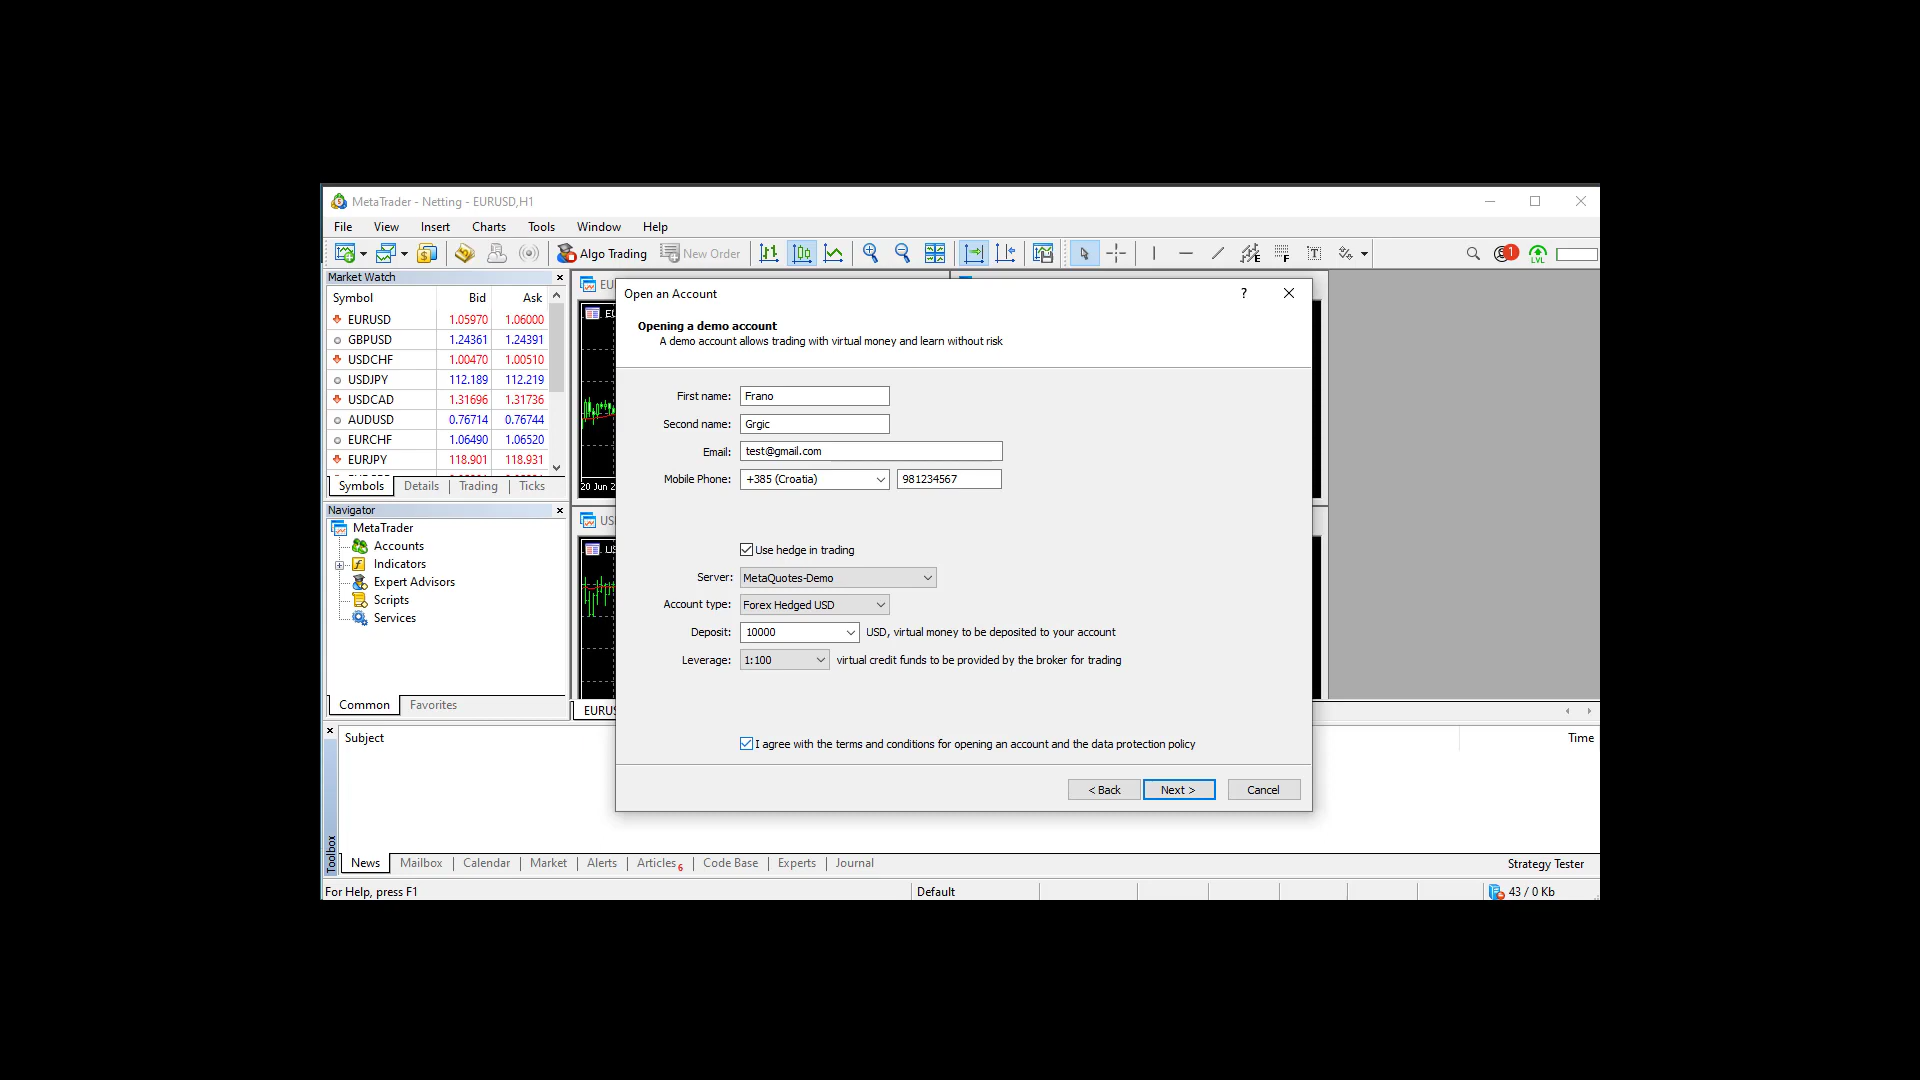 MetaTrader - Netting - EURUSD,H1
File View Insert Charts Tools Window Help
Algo Trading New Order 1 LVL
Market Watch
Symbol Bid Ask
EURUSD 1.05970 1.06000
GBPUSD 1.24361 1.24391
USDCHF 1.00470 1.00510
USDJPY 112.189 112.219
USDCAD 1.31696 1.31736
AUDUSD 0.76714 0.76744
EURCHF 1.06490 1.06520
EURJPY 118.901 118.931
Symbols Details Trading Ticks
Navigator
MetaTrader
Accounts
Indicators
Expert Advisors
Scripts
Services
Common Favorites
20 Jun 2
Open an Account
Opening a demo account
A demo account allows trading with virtual money and learn without risk
First name: Frano
Second name: Grgic
Email: test@gmail.com
Mobile Phone: +385 (Croatia) 981234567
Use hedge in trading
Server: MetaQuotes-Demo
Account type: Forex Hedged USD
Deposit: 10000 USD, virtual money to be deposited to your account
Leverage: 1:100 virtual credit funds to be provided by the broker for trading
I agree with the terms and conditions for opening an account and the data protection policy
< Back Next > Cancel
Subject Time
Toolbox
News Mailbox Calendar Market Alerts Articles 6 Code Base Experts Journal Strategy Tester
For Help, press F1 Default 43 / 0 Kb